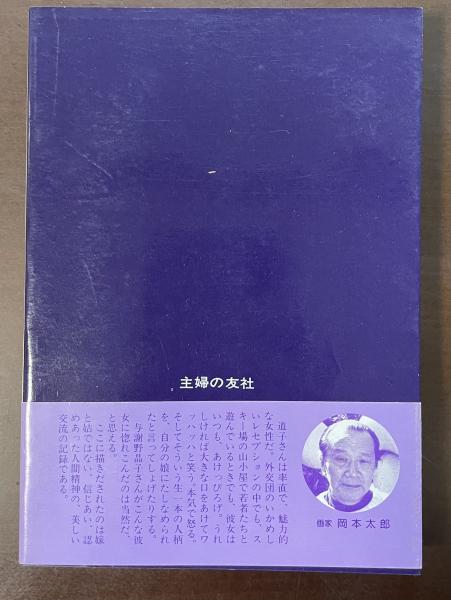 主婦の友社
道子さんは率直で、魅力的
な女性だ。外交団のいかめし
いレセプションの中でも、ス
キー場の山小屋で若者たちと
遊んでいるときでも、彼女は
いつも、あけっぴろげ。うれ
しければ大きな口をあけてワ
ッハッハと笑う。本気で怒る。
そしてそういう生一本の人柄
を、自分の娘にたしなめられ
たと言ってしょげたりする。
与謝野晶子さんがこんな彼
女に惚れこんだのは当然だ、
と思える。
ここに描きだされたのは嫁
と姑ではない、信じあい、認
めあった人間精神の、美しい
交流の記録である。
画家 岡本太郎